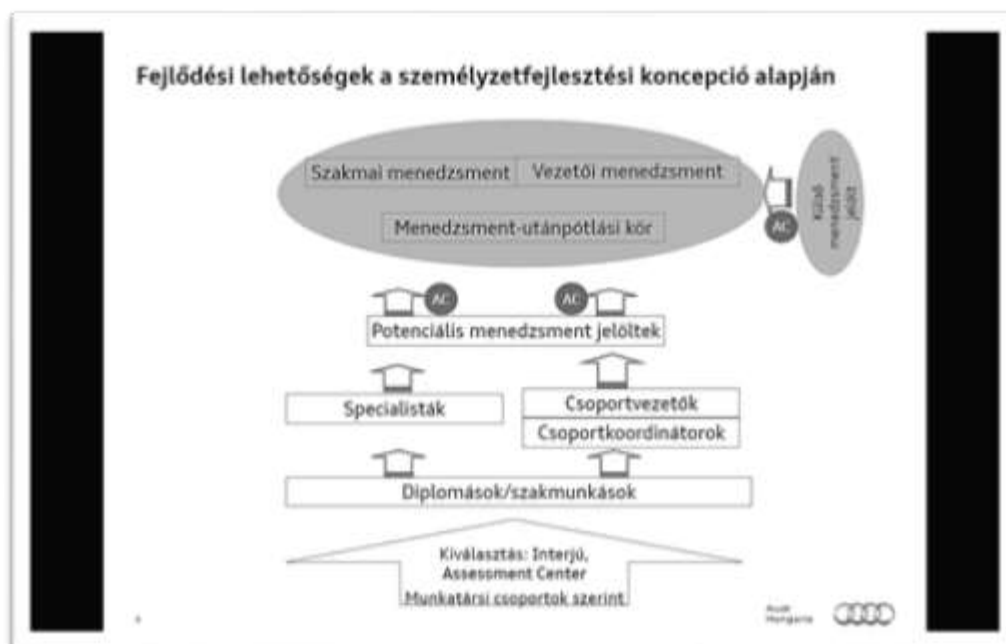 Fejlődési lehetőségek a személyzetfejlesztési koncepció alapján
Szakmai menedzsment
Vezetői menedzsment
Menedzsment-utánpótlási kör
Külső
menedzsment
jelölt
AC
AC
AC
Potenciális menedzsment jelöltek
Specialisták
Csoportvezetők
Csoportkoordinátorok
Diplomások/szakmunkások
Kiválasztás: Interjú,
Assessment Center
Munkatársi csoportok szerint
Audi
Hungaria